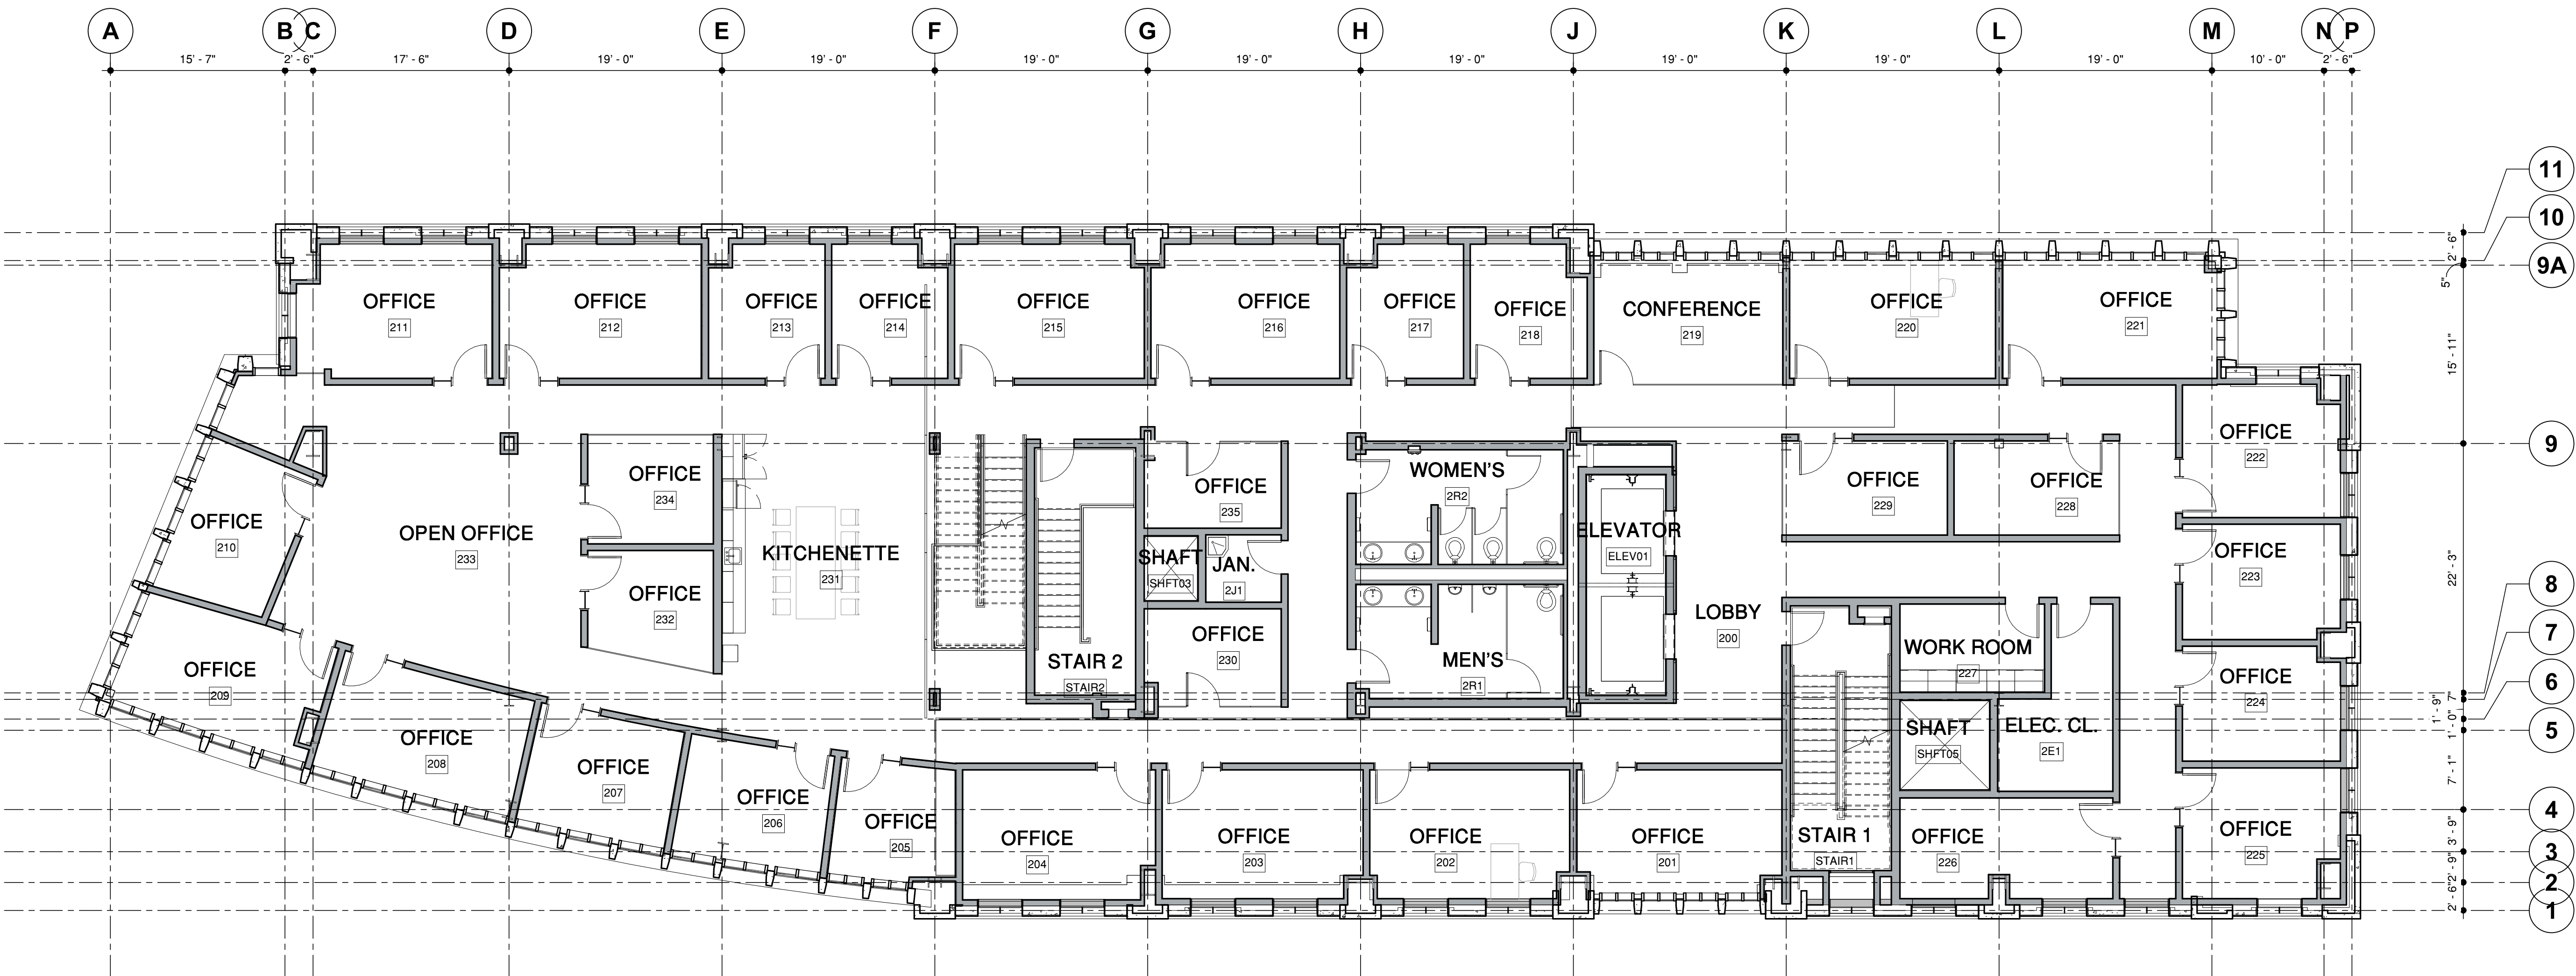 A B C D E F G H J K L M N P
15' - 7" 2' - 6" 17' - 6" 19' - 0" 19' - 0" 19' - 0" 19' - 0" 19' - 0" 19' - 0" 19' - 0" 19' - 0" 10' - 0" 2' - 6"
11
10
9A
9
8
7
6
5
4
3
2
1
2' - 6"
5"
15' - 11"
22' - 3"
7"
1' - 9"
1' - 0"
7' - 1"
3' - 9"
2' - 9"
2' - 6"
OFFICE
211
OFFICE
212
OFFICE
213
OFFICE
214
OFFICE
215
OFFICE
216
OFFICE
217
OFFICE
218
CONFERENCE
219
OFFICE
220
OFFICE
221
OFFICE
222
OFFICE
223
OFFICE
224
OFFICE
225
OFFICE
210
OPEN OFFICE
233
OFFICE
234
OFFICE
232
KITCHENETTE
231
STAIR 2
STAIR2
OFFICE
235
SHAFT
SHFT03
JAN.
2J1
OFFICE
230
WOMEN'S
2R2
MEN'S
2R1
ELEVATOR
ELEV01
LOBBY
200
OFFICE
229
OFFICE
228
WORK ROOM
227
SHAFT
SHFT05
ELEC. CL.
2E1
STAIR 1
STAIR1
OFFICE
226
OFFICE
209
OFFICE
208
OFFICE
207
OFFICE
206
OFFICE
205
OFFICE
204
OFFICE
203
OFFICE
202
OFFICE
201